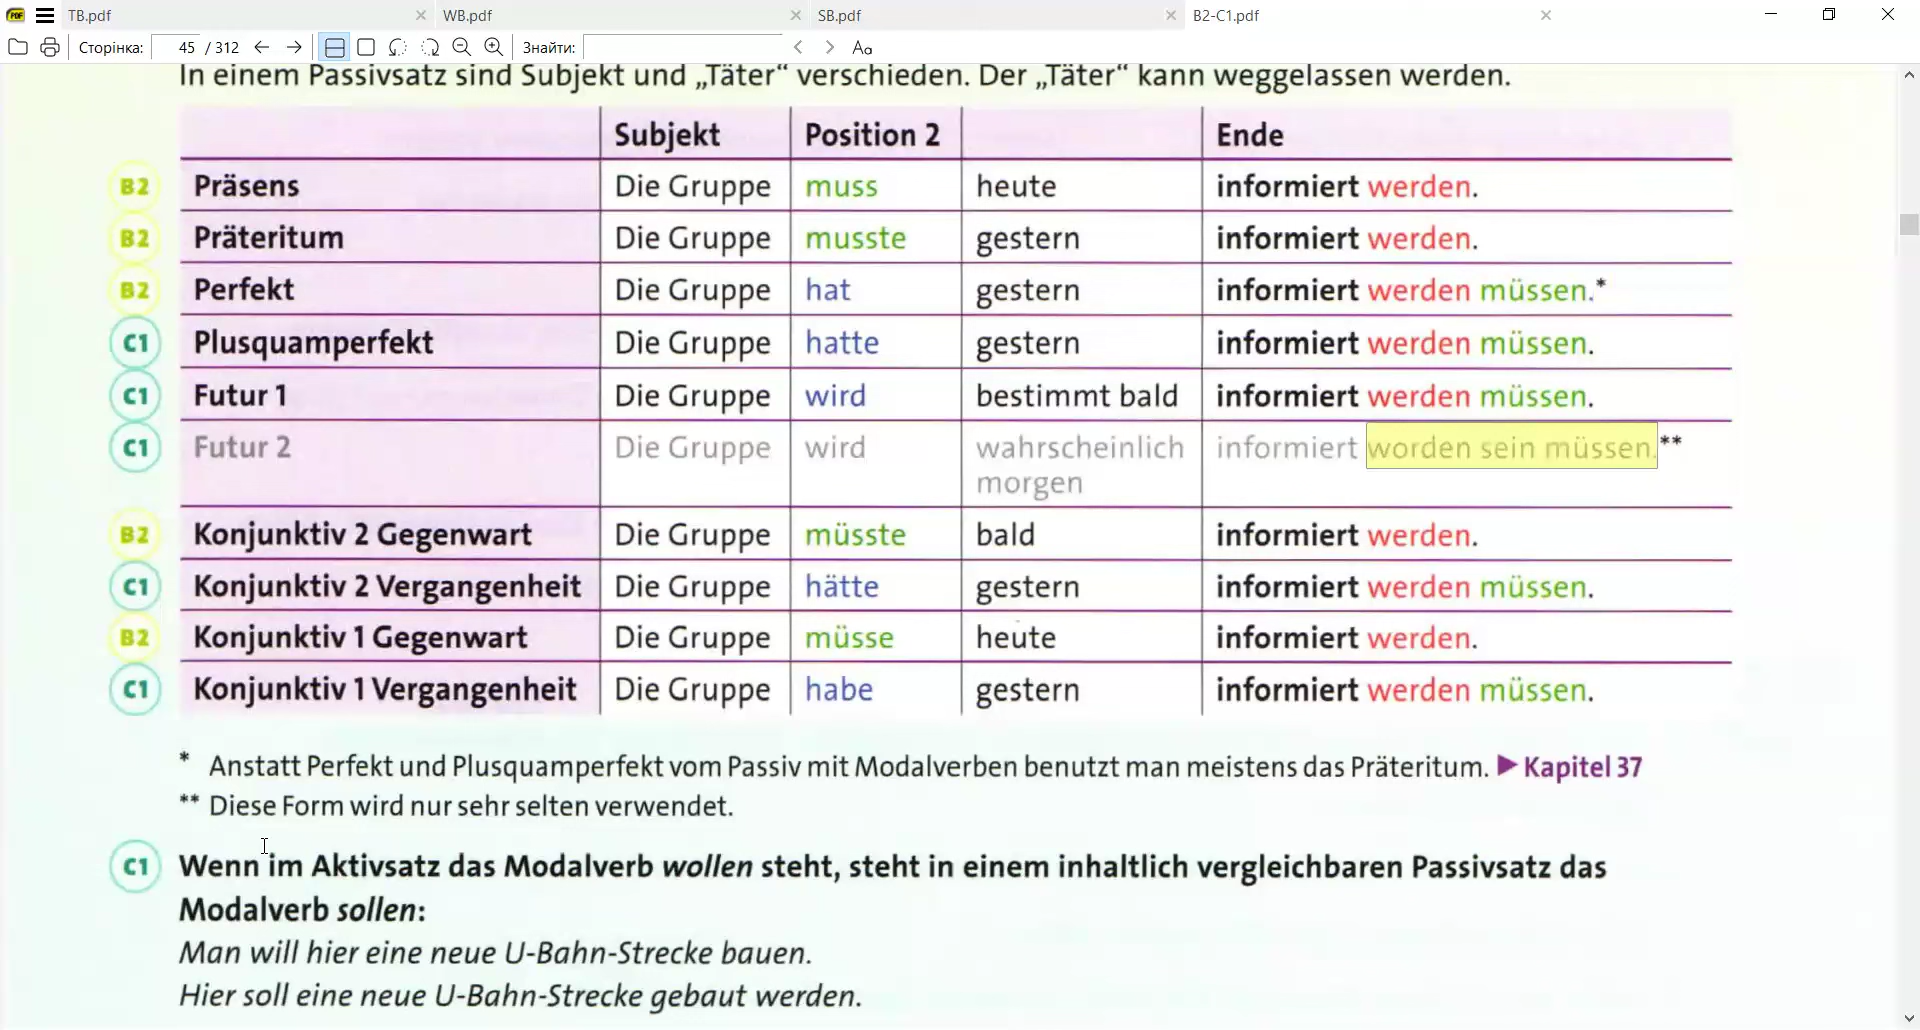 TB.pdf WB.pdf SB.pdf B2-C1.pdf
Сторінка: 45 / 312 Знайти: Aa
In einem Passivsatz sind Subjekt und „Täter“ verschieden. Der „Täter“ kann weggelassen werden.
Subjekt Position 2 Ende
B2 Präsens Die Gruppe muss heute informiert werden.
B2 Präteritum Die Gruppe musste gestern informiert werden.
B2 Perfekt Die Gruppe hat gestern informiert werden müssen.*
C1 Plusquamperfekt Die Gruppe hatte gestern informiert werden müssen.
C1 Futur 1 Die Gruppe wird bestimmt bald informiert werden müssen.
C1 Futur 2 Die Gruppe wird wahrscheinlich informiert worden sein müssen.**
morgen
B2 Konjunktiv 2 Gegenwart Die Gruppe müsste bald informiert werden.
C1 Konjunktiv 2 Vergangenheit Die Gruppe hätte gestern informiert werden müssen.
B2 Konjunktiv 1 Gegenwart Die Gruppe müsse heute informiert werden.
C1 Konjunktiv 1 Vergangenheit Die Gruppe habe gestern informiert werden müssen.
* Anstatt Perfekt und Plusquamperfekt vom Passiv mit Modalverben benutzt man meistens das Präteritum. ▶ Kapitel 37
** Diese Form wird nur sehr selten verwendet.
C1 Wenn im Aktivsatz das Modalverb wollen steht, steht in einem inhaltlich vergleichbaren Passivsatz das
Modalverb sollen:
Man will hier eine neue U-Bahn-Strecke bauen.
Hier soll eine neue U-Bahn-Strecke gebaut werden.